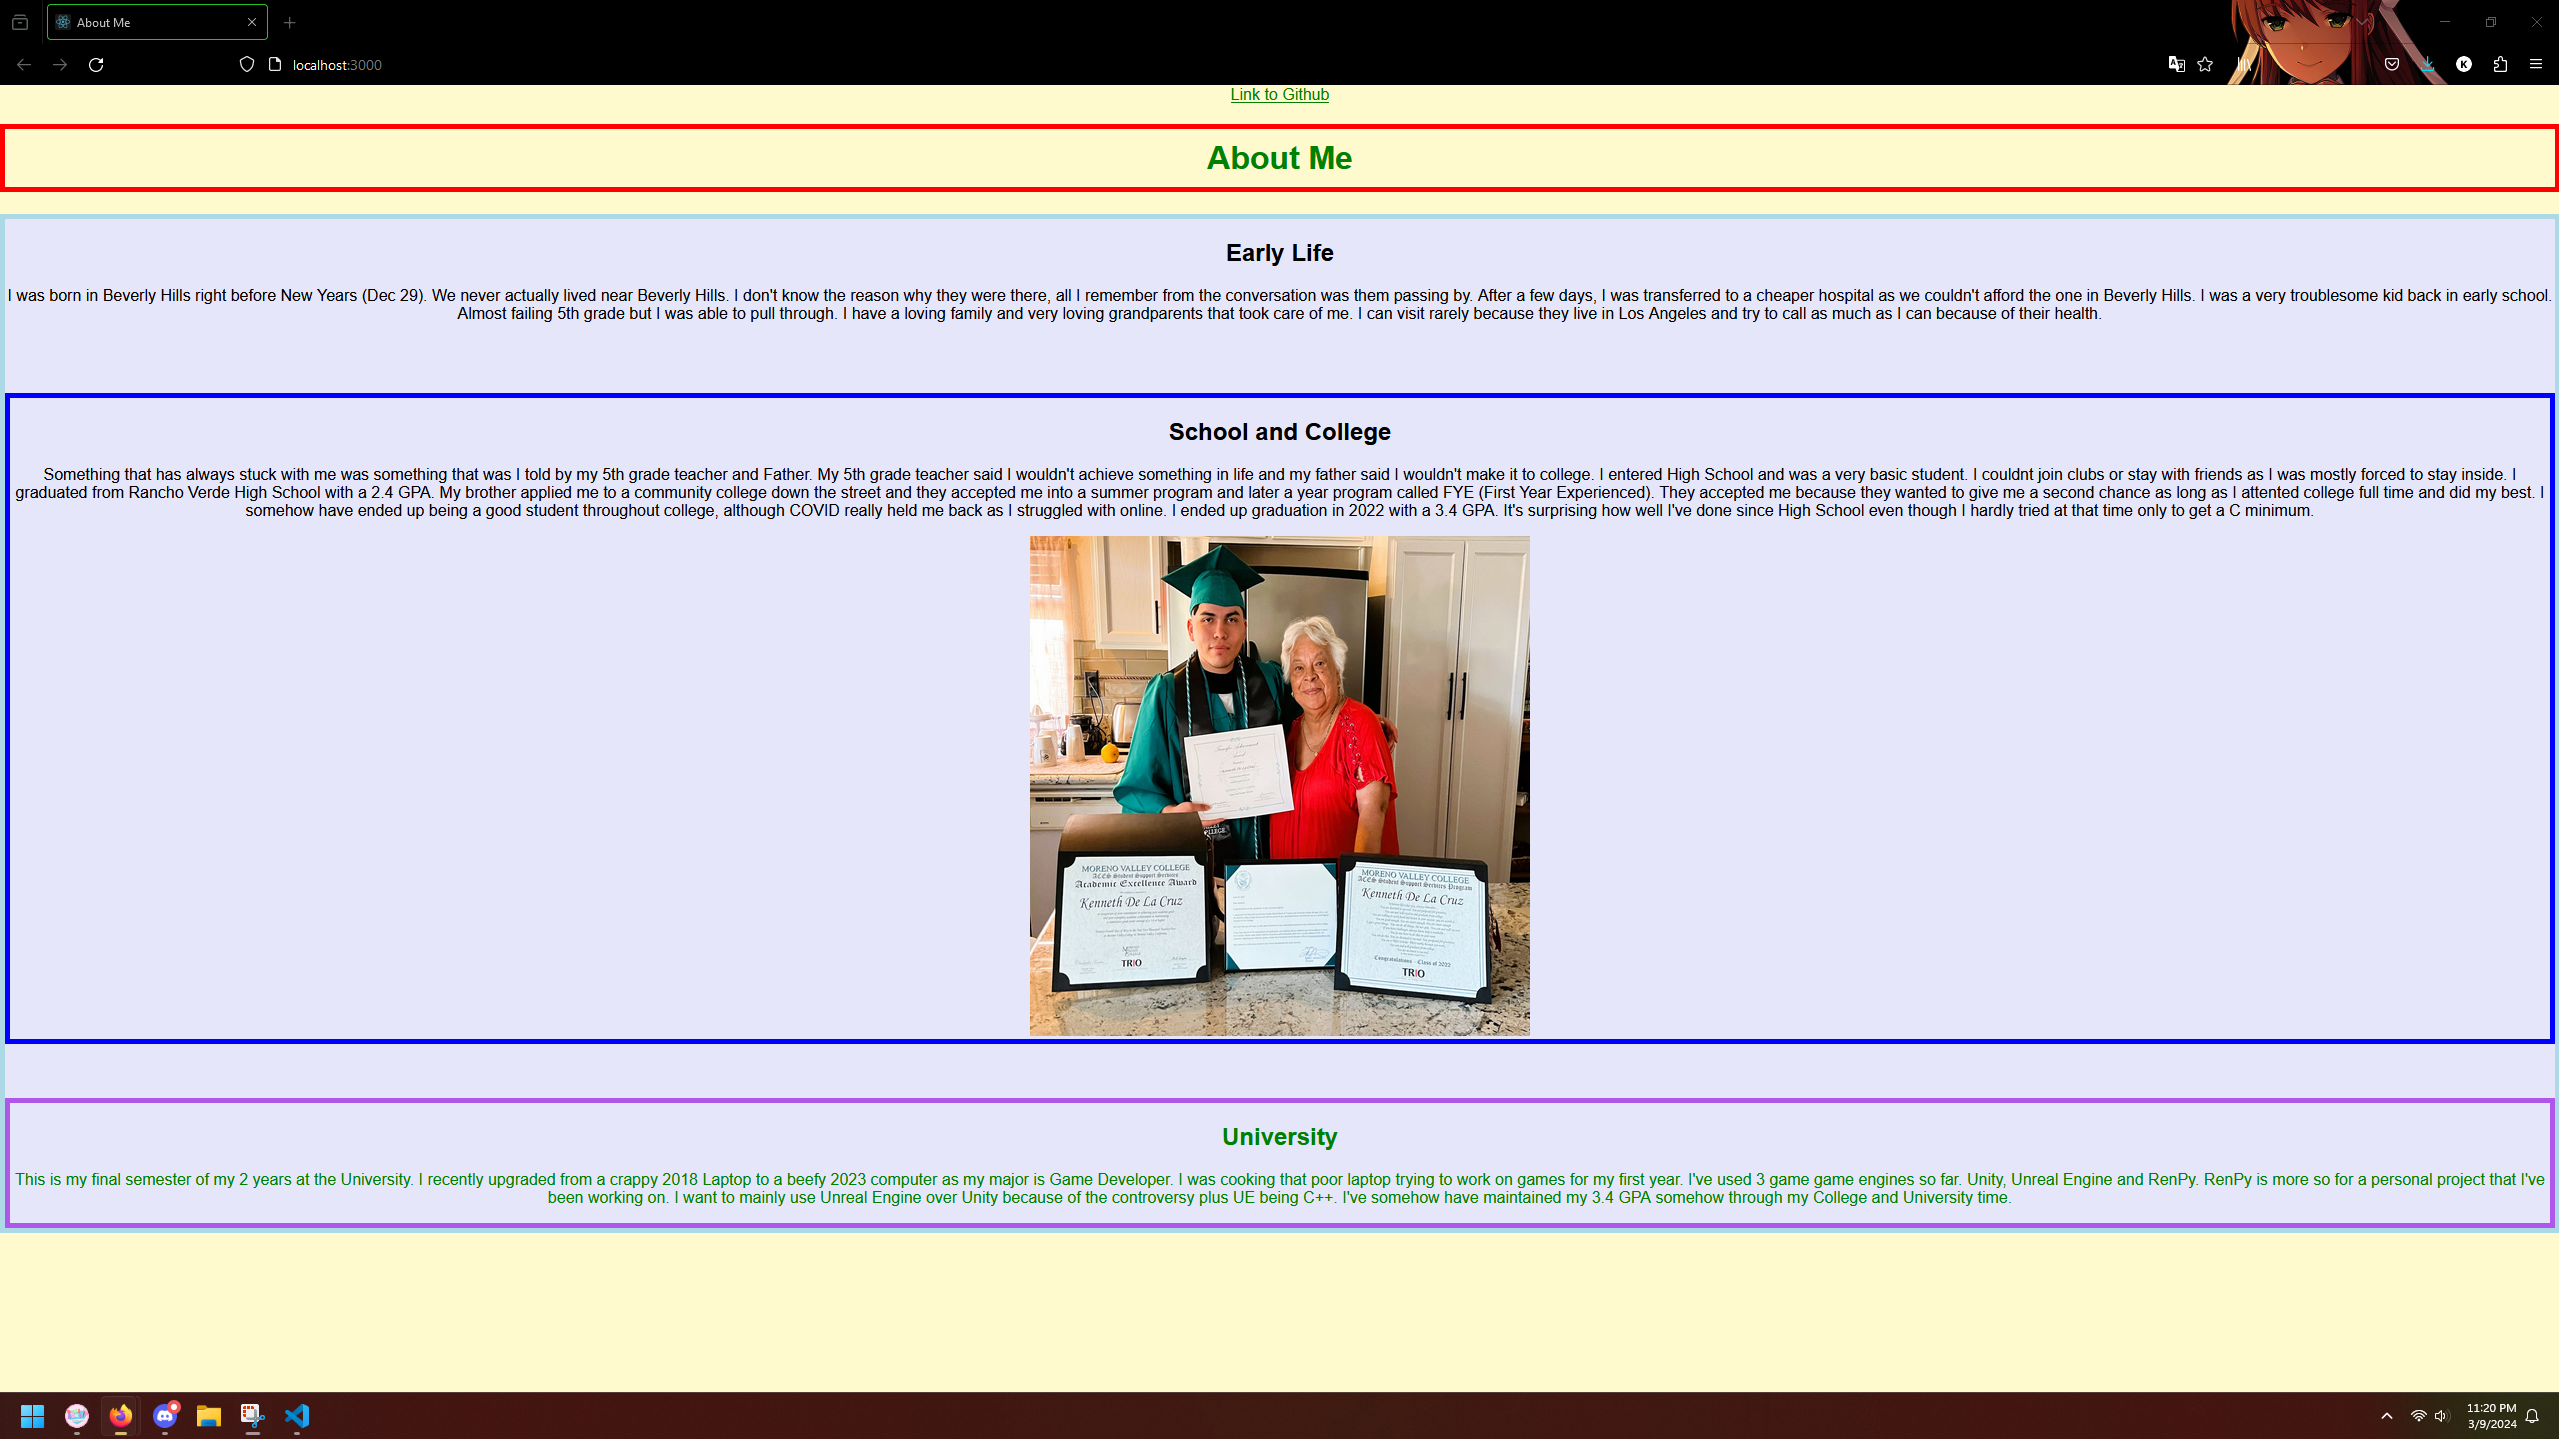 About Me
localhost:3000
Link to Github
About Me
Early Life
I was born in Beverly Hills right before New Years (Dec 29). We never actually lived near Beverly Hills. I don't know the reason why they were there, all I remember from the conversation was them passing by. After a few days, I was transferred to a cheaper hospital as we couldn't afford the one in Beverly Hills. I was a very troublesome kid back in early school.
Almost failing 5th grade but I was able to pull through. I have a loving family and very loving grandparents that took care of me. I can visit rarely because they live in Los Angeles and try to call as much as I can because of their health.
School and College
Something that has always stuck with me was something that was I told by my 5th grade teacher and Father. My 5th grade teacher said I wouldn't achieve something in life and my father said I wouldn't make it to college. I entered High School and was a very basic student. I couldnt join clubs or stay with friends as I was mostly forced to stay inside. I
graduated from Rancho Verde High School with a 2.4 GPA. My brother applied me to a community college down the street and they accepted me into a summer program and later a year program called FYE (First Year Experienced). They accepted me because they wanted to give me a second chance as long as I attented college full time and did my best. I
somehow have ended up being a good student throughout college, although COVID really held me back as I struggled with online. I ended up graduation in 2022 with a 3.4 GPA. It's surprising how well I've done since High School even though I hardly tried at that time only to get a C minimum.
COLLEGE
MORENO VALLEY COLLEGE
ACES Student Support Services
Academic Excellence Award
Kenneth De La Cruz
TRIO
MORENO VALLEY COLLEGE
ACES Student Support Services Program
Kenneth De La Cruz
Congratulations - Class of 2022
TRIO
University
This is my final semester of my 2 years at the University. I recently upgraded from a crappy 2018 Laptop to a beefy 2023 computer as my major is Game Developer. I was cooking that poor laptop trying to work on games for my first year. I've used 3 game game engines so far. Unity, Unreal Engine and RenPy. RenPy is more so for a personal project that I've
been working on. I want to mainly use Unreal Engine over Unity because of the controversy plus UE being C++. I've somehow have maintained my 3.4 GPA somehow through my College and University time.
11:20 PM
3/9/2024